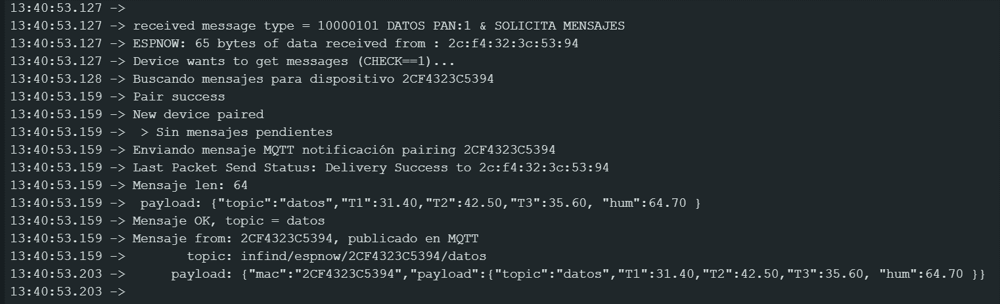 13:40:53.127 ->
13:40:53.127 -> received message type = 10000101 DATOS PAN:1 & SOLICITA MENSAJES
13:40:53.127 -> ESPNOW: 65 bytes of data received from : 2c:f4:32:3c:53:94
13:40:53.127 -> Device wants to get messages (CHECK==1)...
13:40:53.128 -> Buscando mensajes para dispositivo 2CF4323C5394
13:40:53.159 -> Pair success
13:40:53.159 -> New device paired
13:40:53.159 ->  > Sin mensajes pendientes
13:40:53.159 -> Enviando mensaje MQTT notificación pairing 2CF4323C5394
13:40:53.159 -> Last Packet Send Status: Delivery Success to 2c:f4:32:3c:53:94
13:40:53.159 -> Mensaje len: 64
13:40:53.159 ->  payload: {"topic":"datos","T1":31.40,"T2":42.50,"T3":35.60, "hum":64.70 }
13:40:53.159 -> Mensaje OK, topic = datos
13:40:53.159 -> Mensaje from: 2CF4323C5394, publicado en MQTT
13:40:53.159 ->        topic: infind/espnow/2CF4323C5394/datos
13:40:53.203 ->      payload: {"mac":"2CF4323C5394","payload":{"topic":"datos","T1":31.40,"T2":42.50,"T3":35.60, "hum":64.70 }}
13:40:53.203 ->